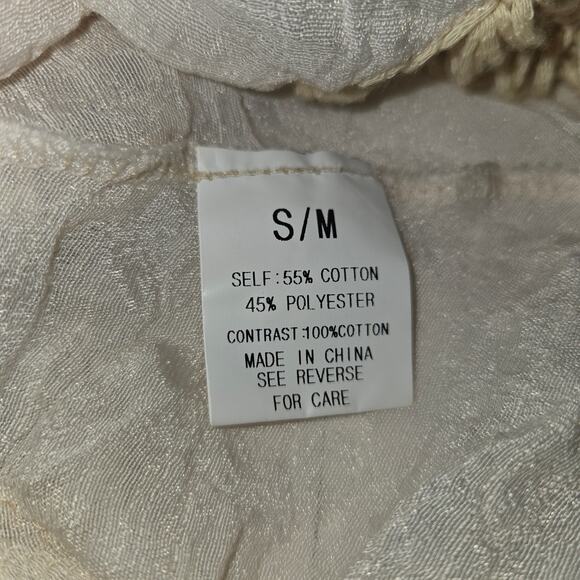 S/M
SELF:55% COTTON
45% POLYESTER
CONTRAST:100%COTTON
MADE IN CHINA
SEE REVERSE
FOR CARE